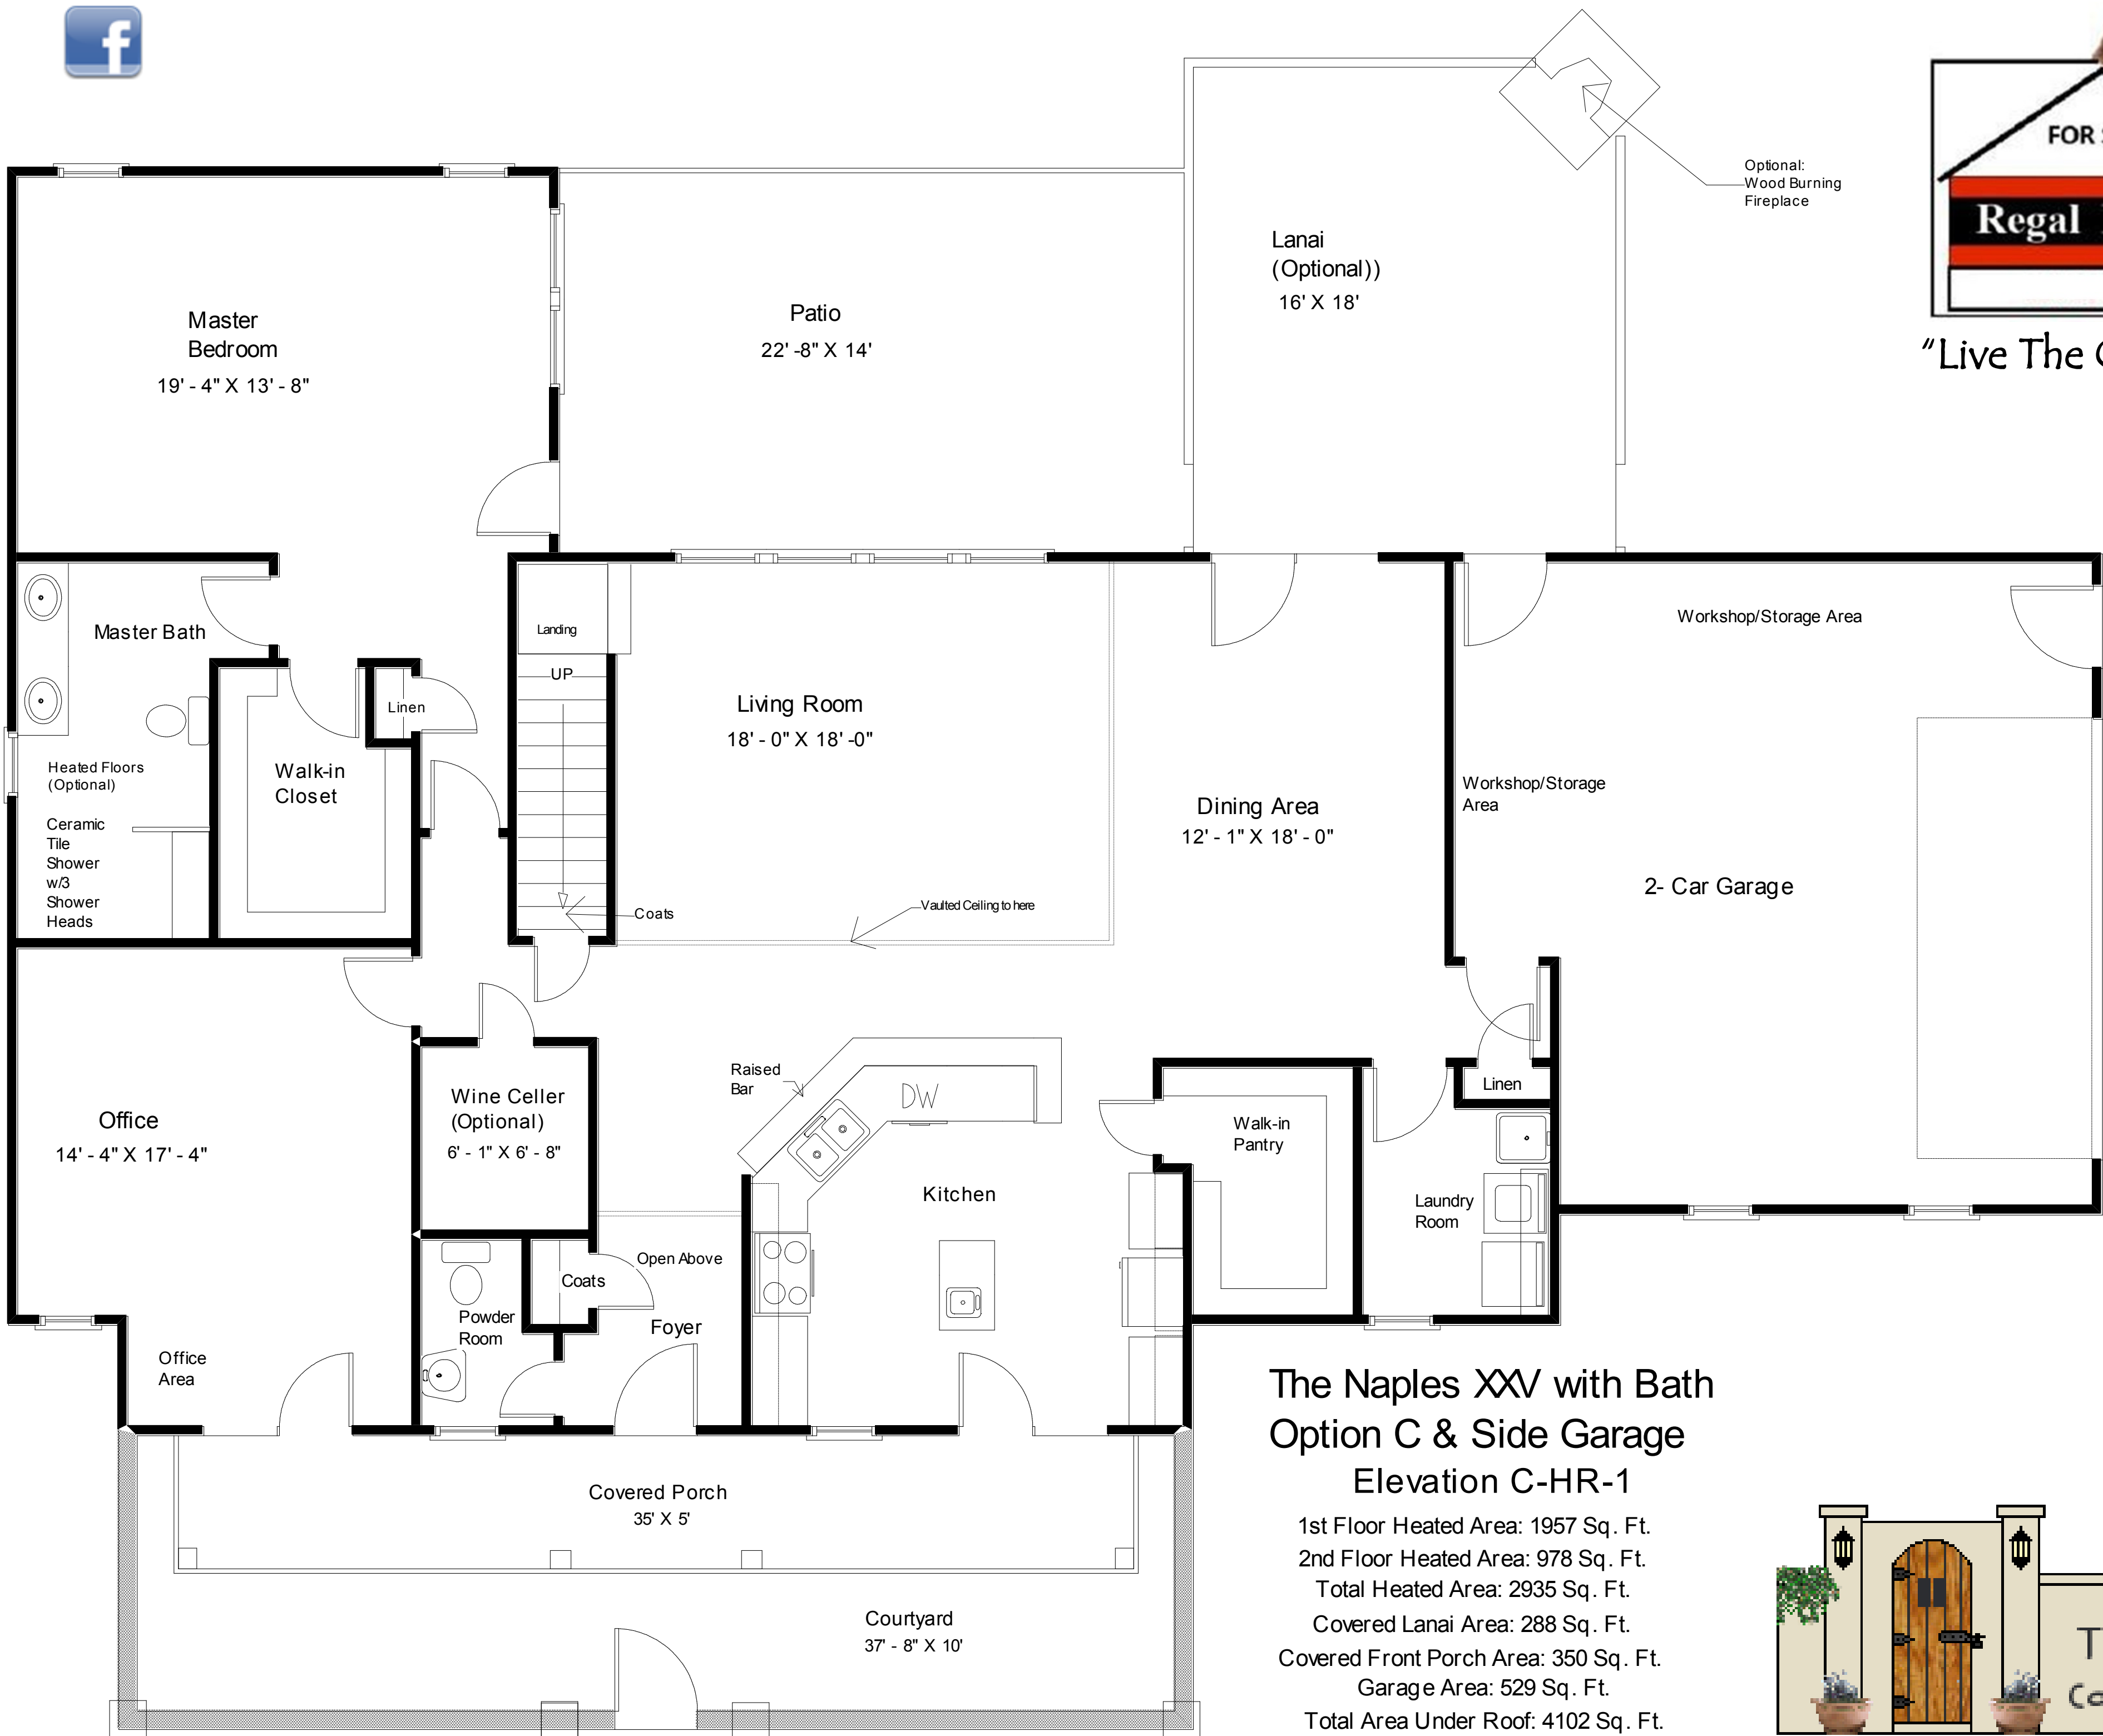 f
FOR
Regal
"Live The
Optional:
Wood Burning
Fireplace
Lanai
(Optional))
16' X 18'
Patio
22' -8" X 14'
Master
Bedroom
19' - 4" X 13' - 8"
Master Bath
Landing
UP
Linen
Living Room
18' - 0" X 18' -0"
Workshop/Storage Area
Heated Floors
(Optional)
Walk-in
Closet
Ceramic
Tile
Shower
w/3
Shower
Heads
Dining Area
12' - 1" X 18' - 0"
Workshop/Storage
Area
2- Car Garage
Coats
Vaulted Ceiling to here
Office
14' - 4" X 17' - 4"
Wine Celler
(Optional)
6' - 1" X 6' - 8"
Raised
Bar
DW
Kitchen
Walk-in
Pantry
Linen
Laundry
Room
Open Above
Coats
Foyer
Powder
Room
Office
Area
Covered Porch
35' X 5'
Courtyard
37' - 8" X 10'
The Naples XXV with Bath
Option C & Side Garage
Elevation C-HR-1
1st Floor Heated Area: 1957 Sq. Ft.
2nd Floor Heated Area: 978 Sq. Ft.
Total Heated Area: 2935 Sq. Ft.
Covered Lanai Area: 288 Sq. Ft.
Covered Front Porch Area: 350 Sq. Ft.
Garage Area: 529 Sq. Ft.
Total Area Under Roof: 4102 Sq. Ft.